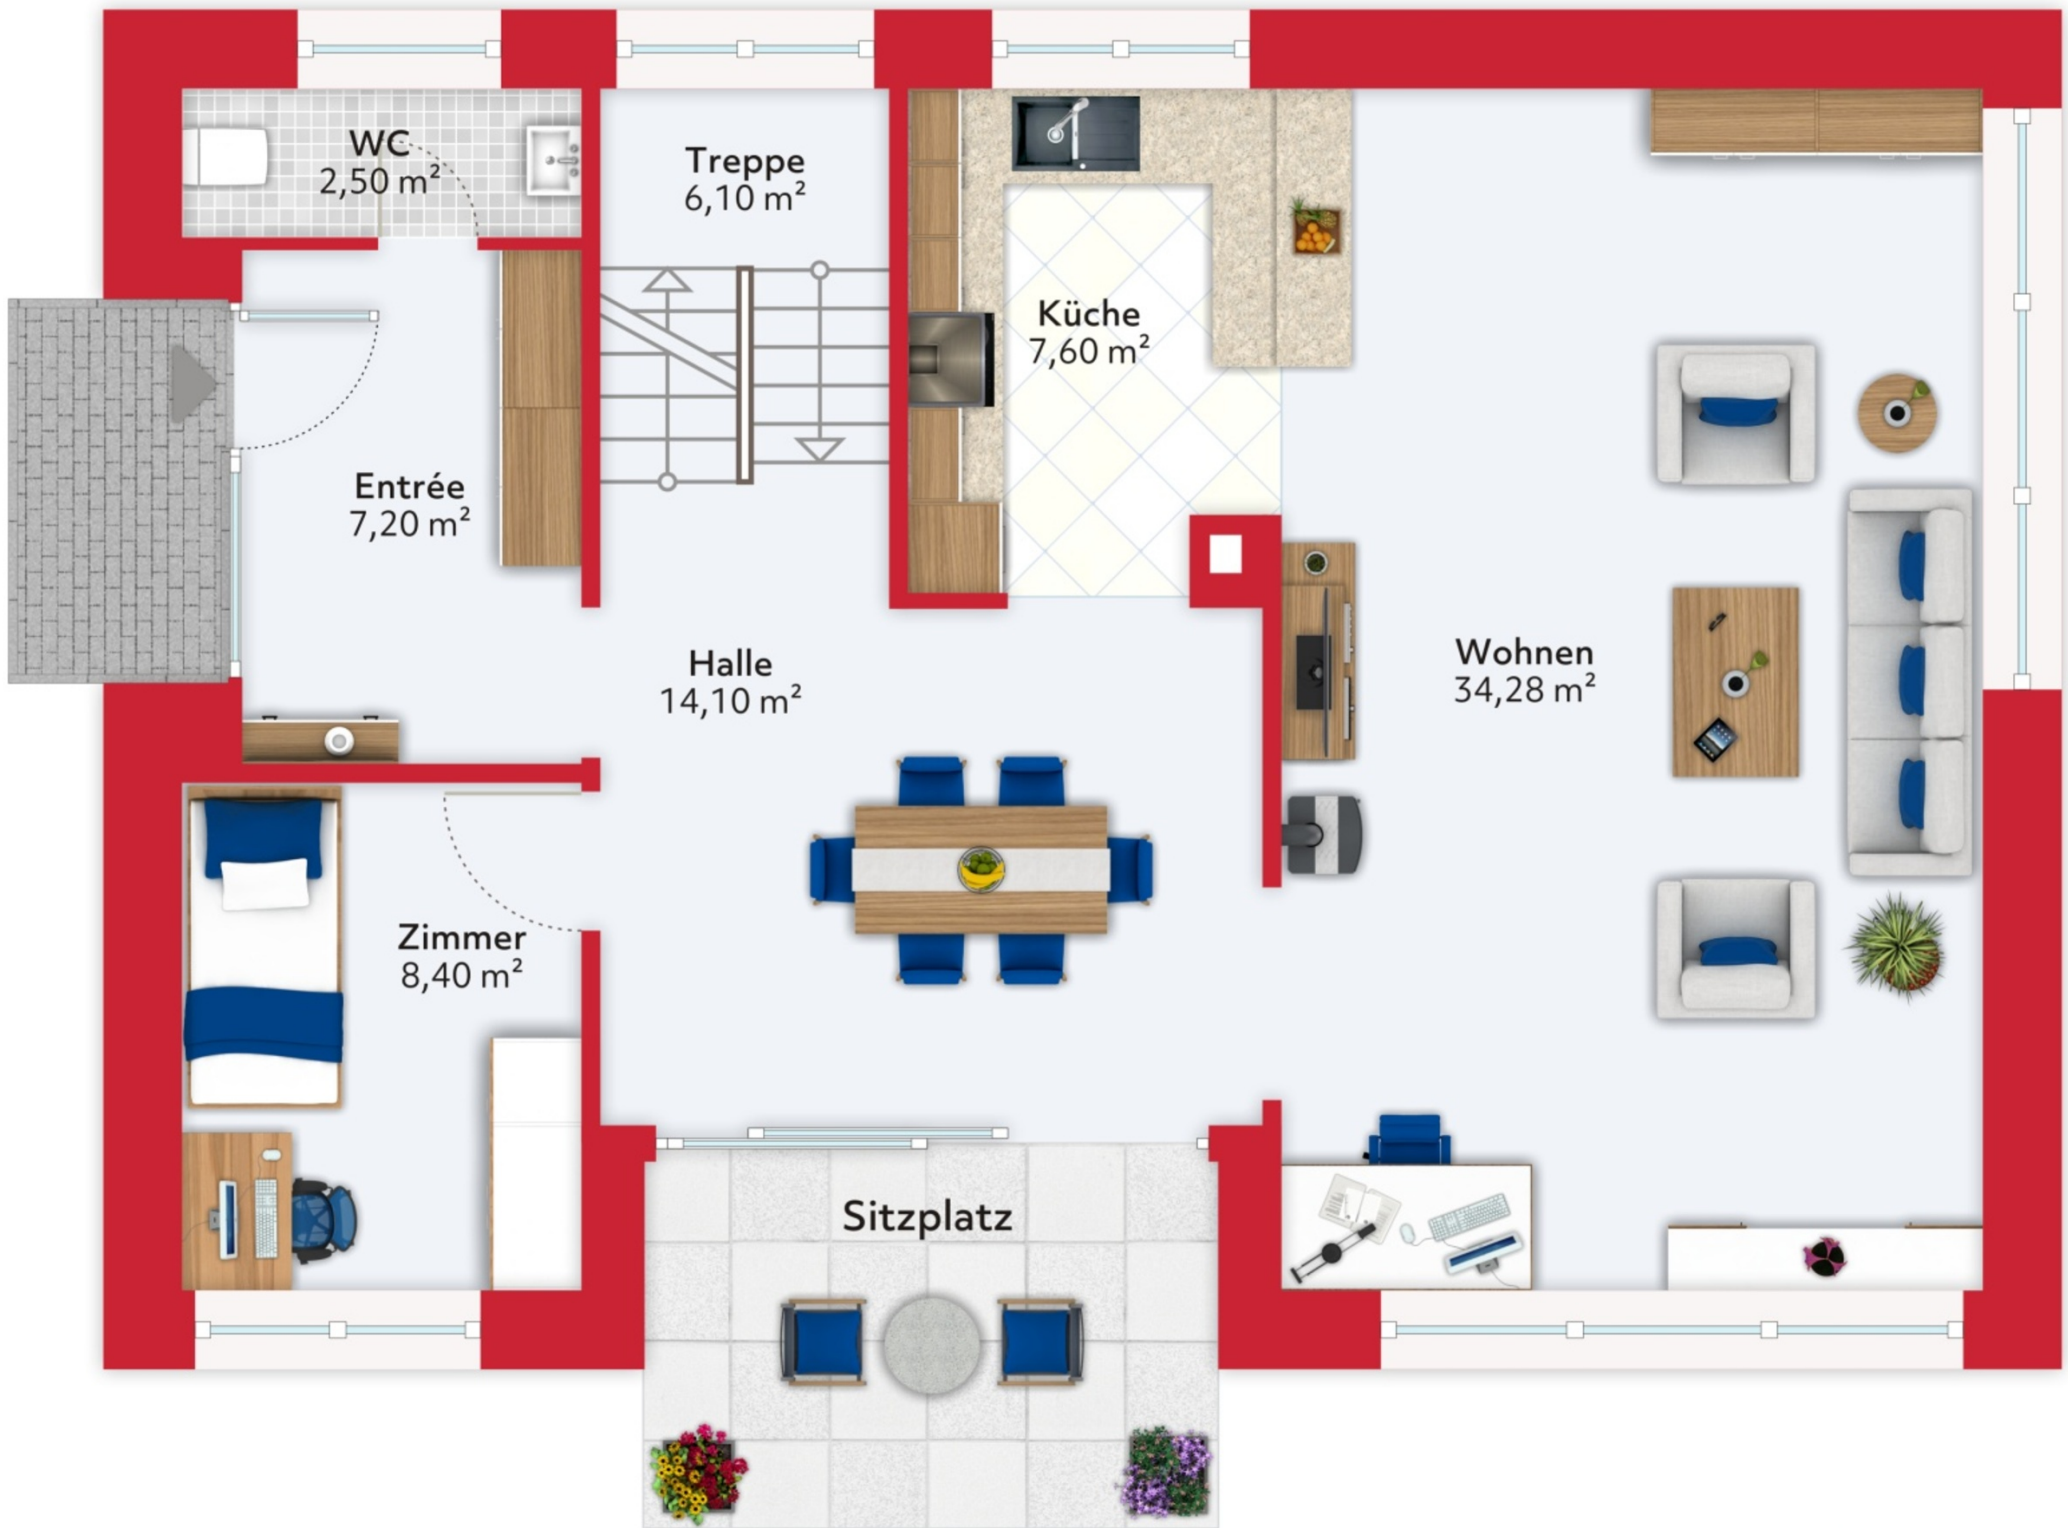 WC
2,50 m²
Treppe
6,10 m²
Küche
7,60 m²
Entrée
7,20 m²
Halle
14,10 m²
Wohnen
34,28 m²
Zimmer
8,40 m²
Sitzplatz